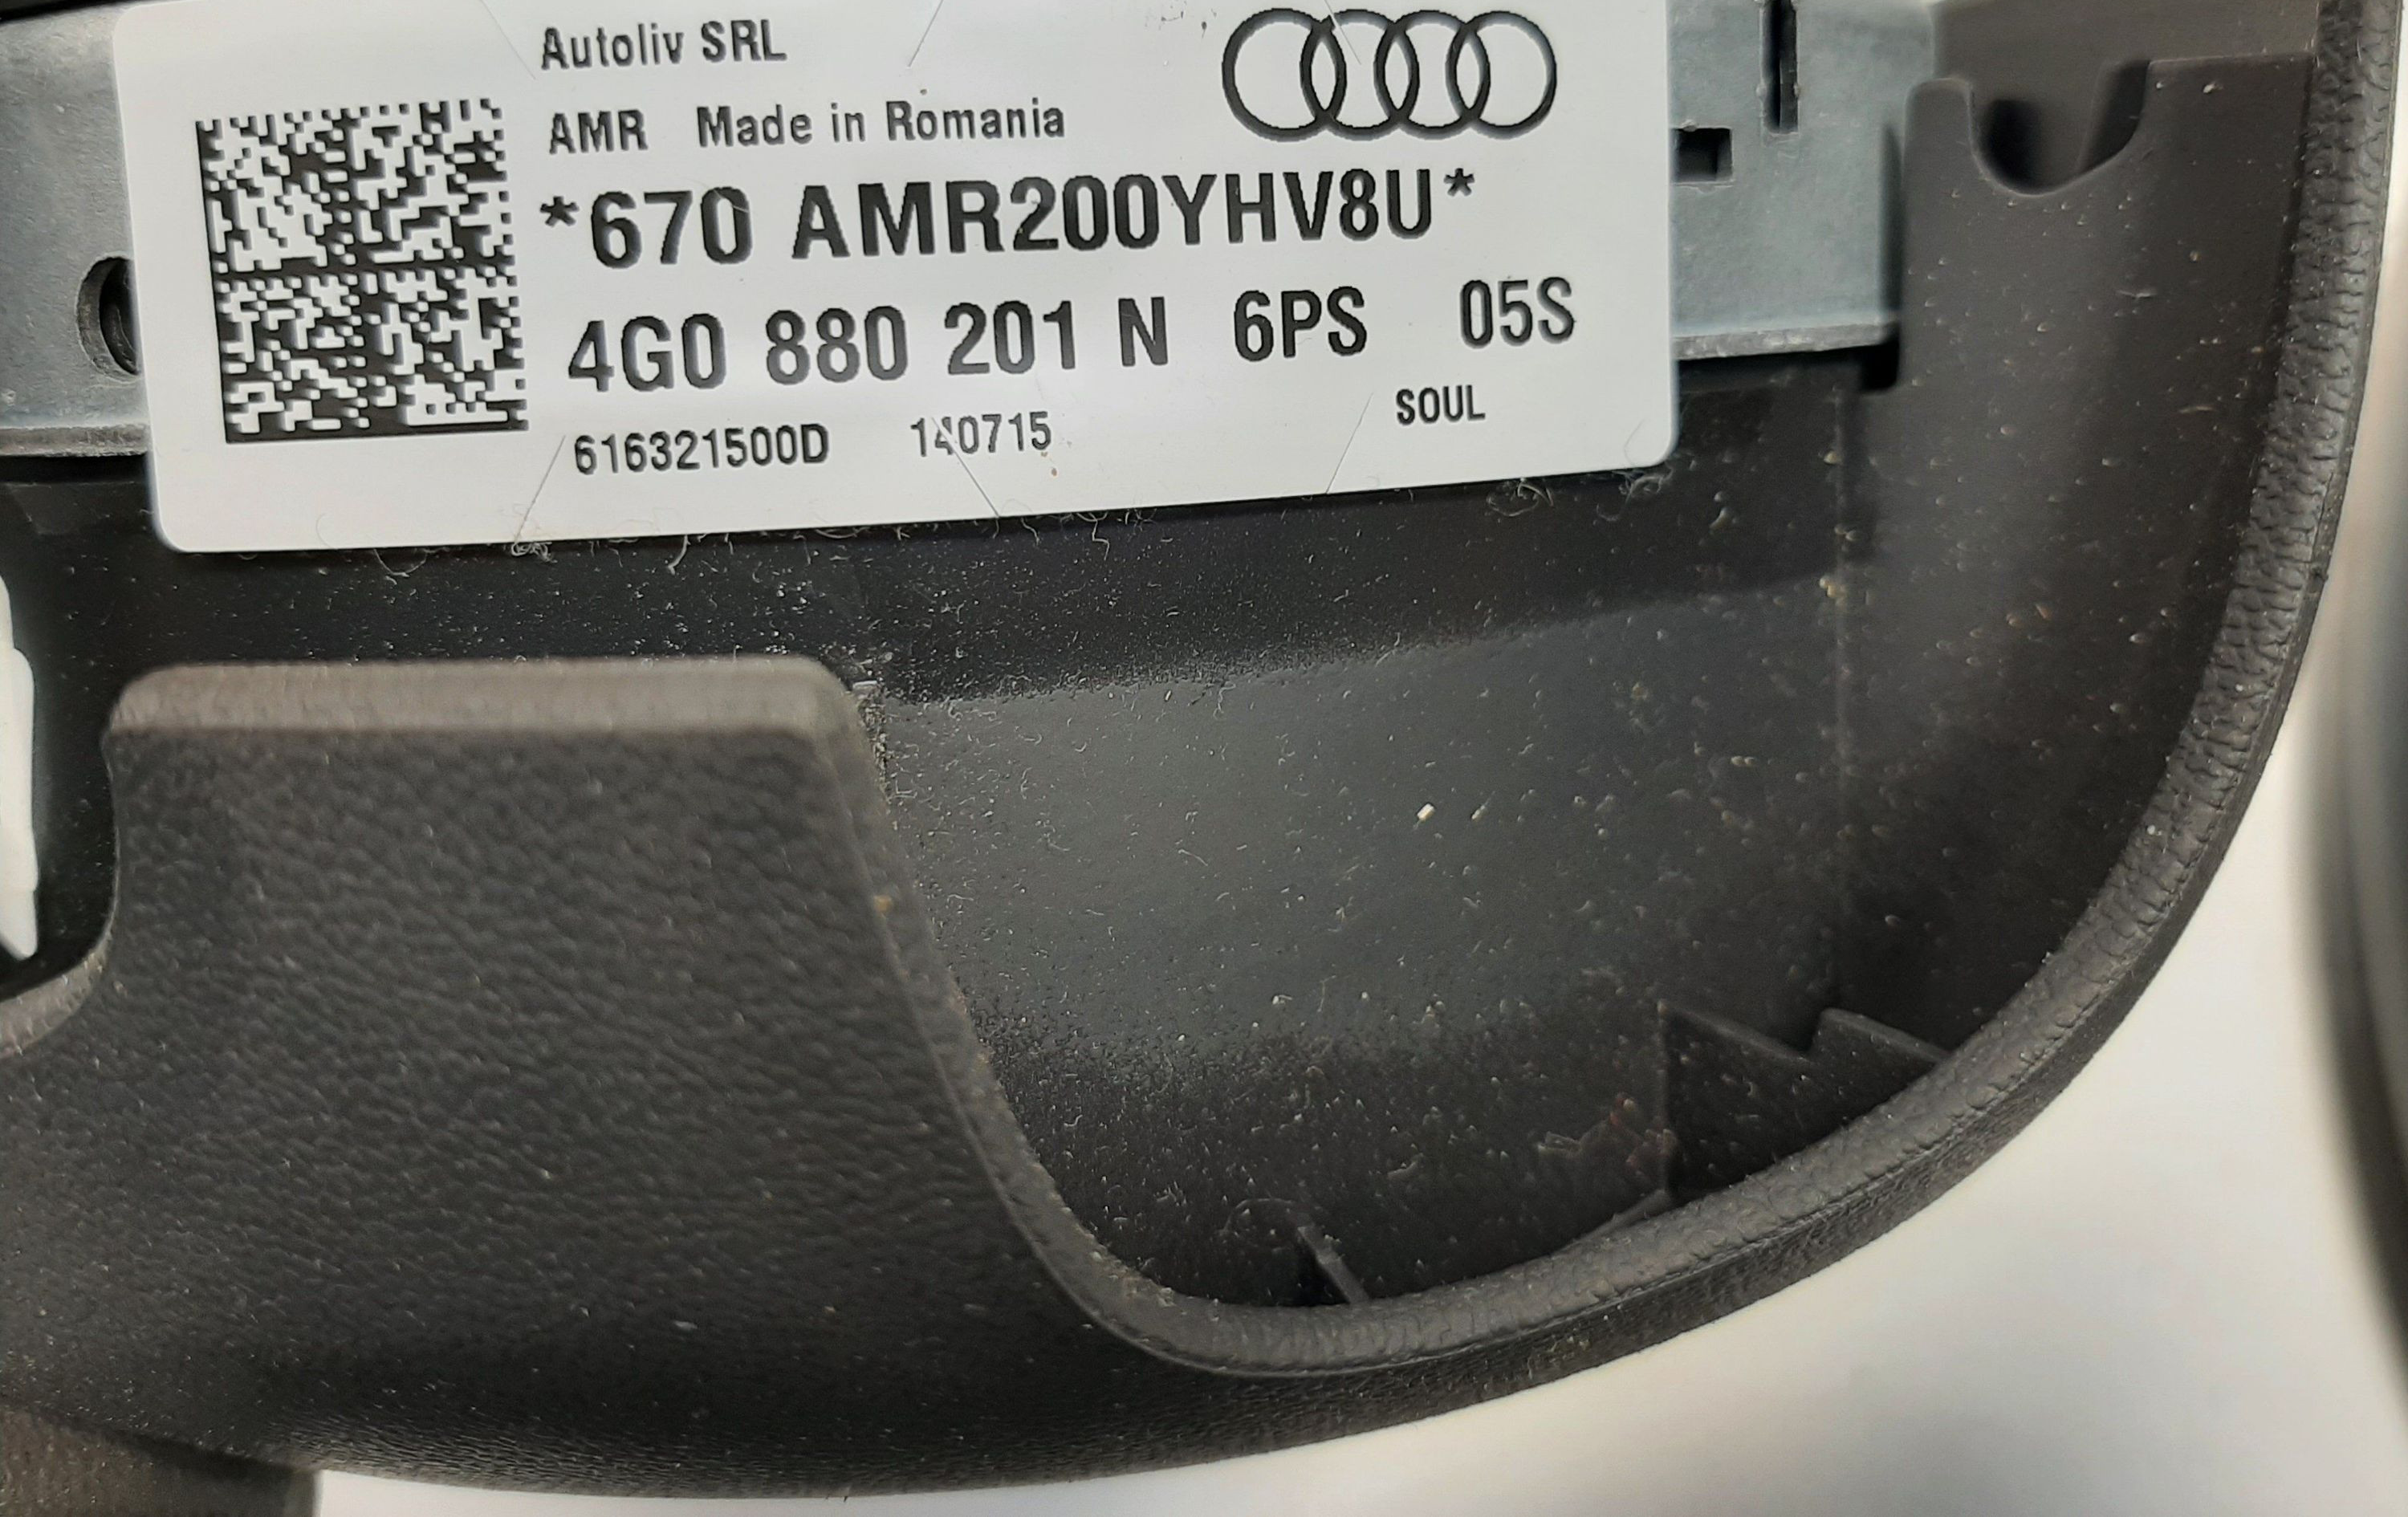 Autoliv SRL
AMR Made in Romania
*670 AMR200YHV8U*
4G0 880 201 N 6PS 05S
616321500D 140715
SOUL